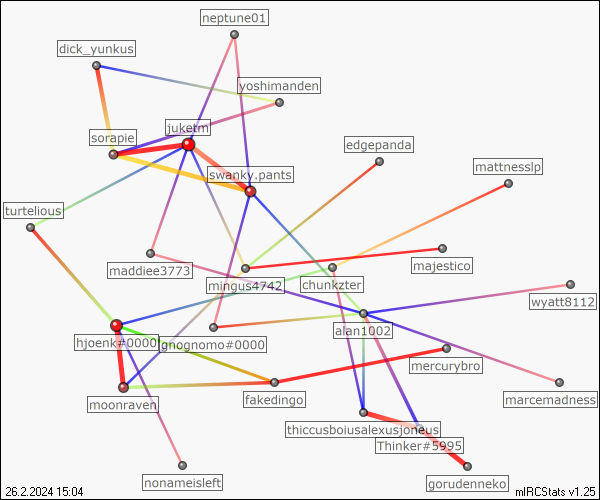 neptune01
dick_yunkus
yoshimanden
juketm
sorapie
edgepanda
mattnesslp
swanky.pants
turtelious
maddiee3773
majestico
mingus4742
chunkzter
wyatt8112
alan1002
hjoenk#0000
gnognomo#0000
mercurybro
moonraven
fakedingo
marcemadness
thiccusboiusalexusjoneus
Thinker#5995
nonameisleft
gorudenneko
26.2.2024 15:04
mIRCStats v1.25